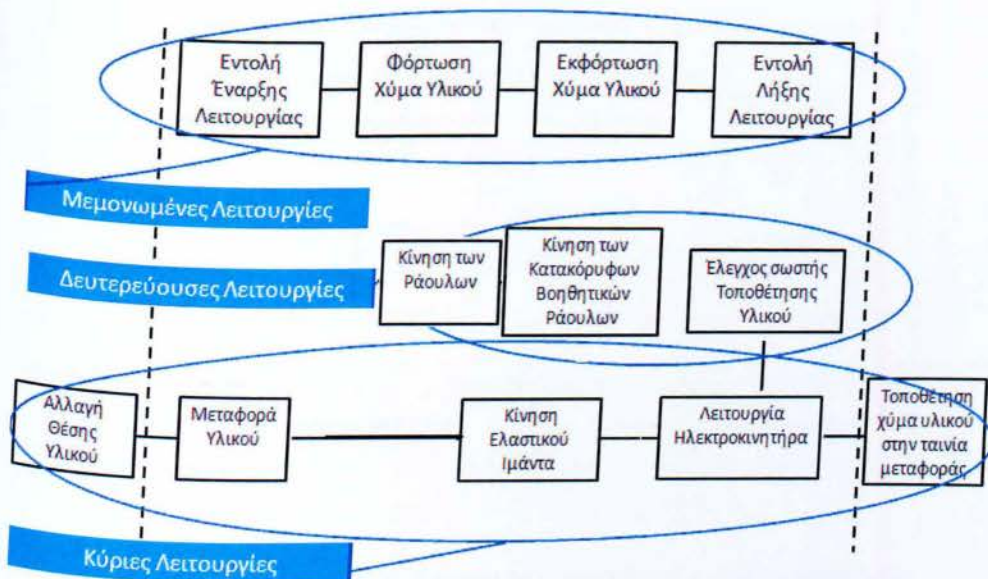 Εντολή
Έναρξης
Λειτουργίας
Φόρτωση
Χύμα Υλικού
Εκφόρτωση
Χύμα Υλικού
Εντολή
Λήξης
Λειτουργίας
Μεμονωμένες Λειτουργίες
Δευτερεύουσες Λειτουργίες
Κίνηση των
Ράουλων
Κίνηση των
Κατακόρυφων
Βοηθητικών
Ράουλων
Έλεγχος σωστής
Τοποθέτησης
Υλικού
Αλλαγή
Θέσης
Υλικού
Μεταφορά
Υλικού
Κίνηση
Ελαστικού
Ιμάντα
Λειτουργία
Ηλεκτροκινητήρα
Τοποθέτηση
χύμα υλικού
στην ταινία
μεταφοράς
Κύριες Λειτουργίες